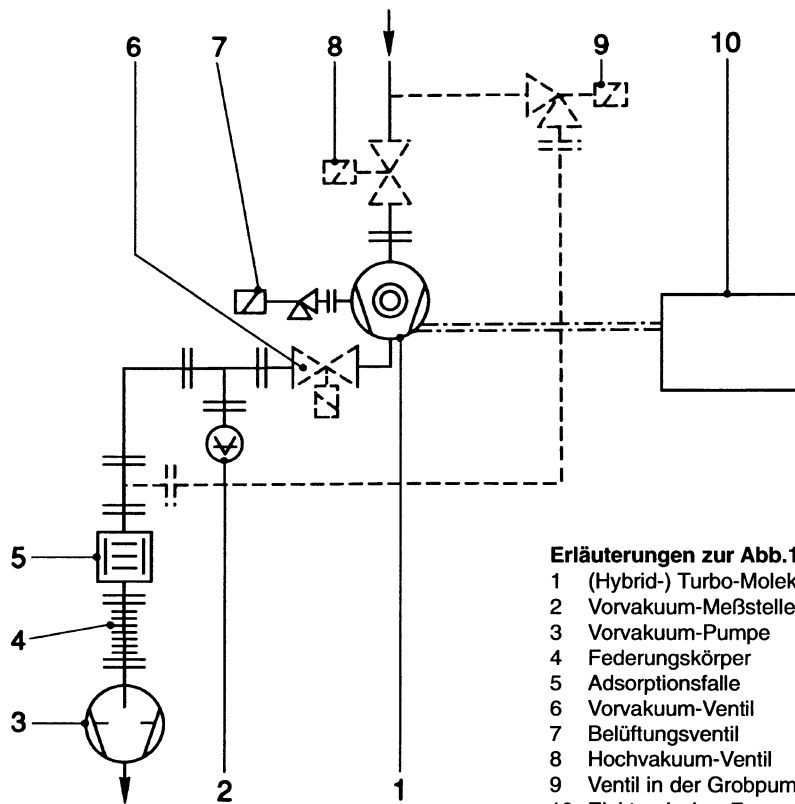 6 7 8 9 10
5
4
3
2 1
Erläuterungen zur Abb.1
1 (Hybrid-) Turbo-Molek
2 Vorvakuum-Meßstelle
3 Vorvakuum-Pumpe
4 Federungskörper
5 Adsorptionsfalle
6 Vorvakuum-Ventil
7 Belüftungsventil
8 Hochvakuum-Ventil
9 Ventil in der Grobpum